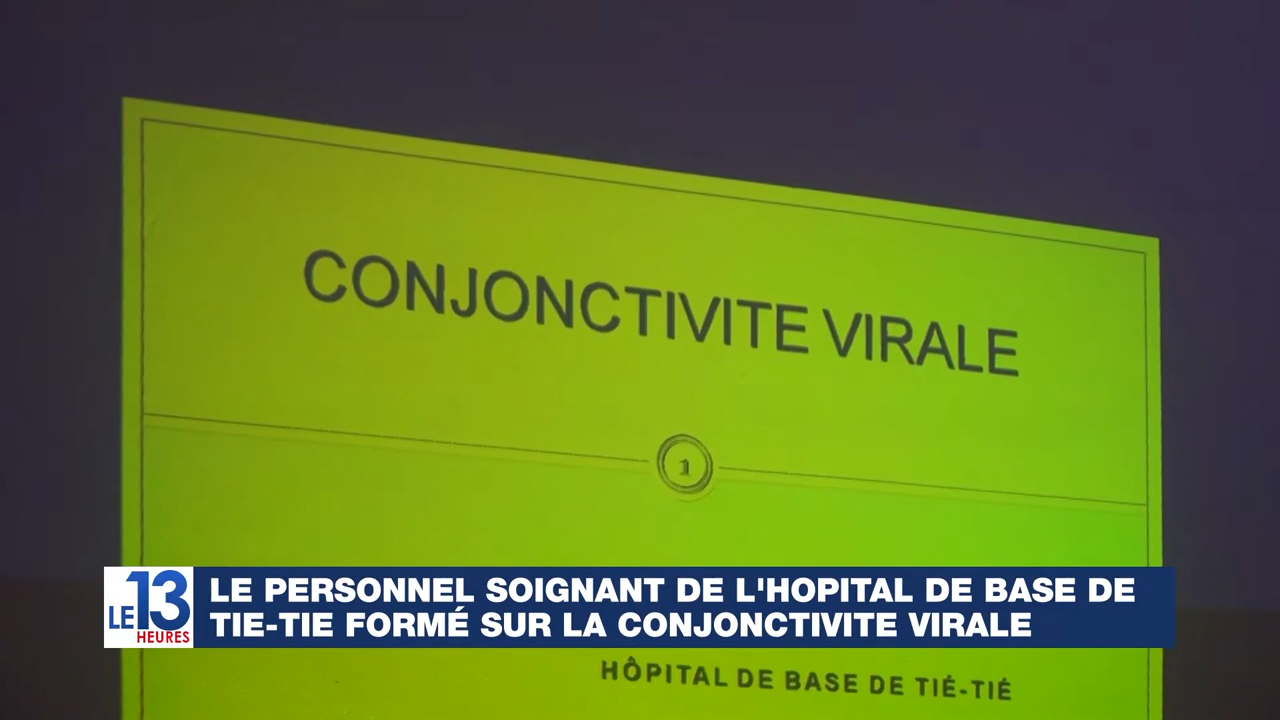 CONJONCTIVITE VIRALE
1
LE 13 HEURES
LE PERSONNEL SOIGNANT DE L'HOPITAL DE BASE DE
TIE-TIE FORMÉ SUR LA CONJONCTIVITE VIRALE
HÔPITAL DE BASE DE TIÉ-TIÉ